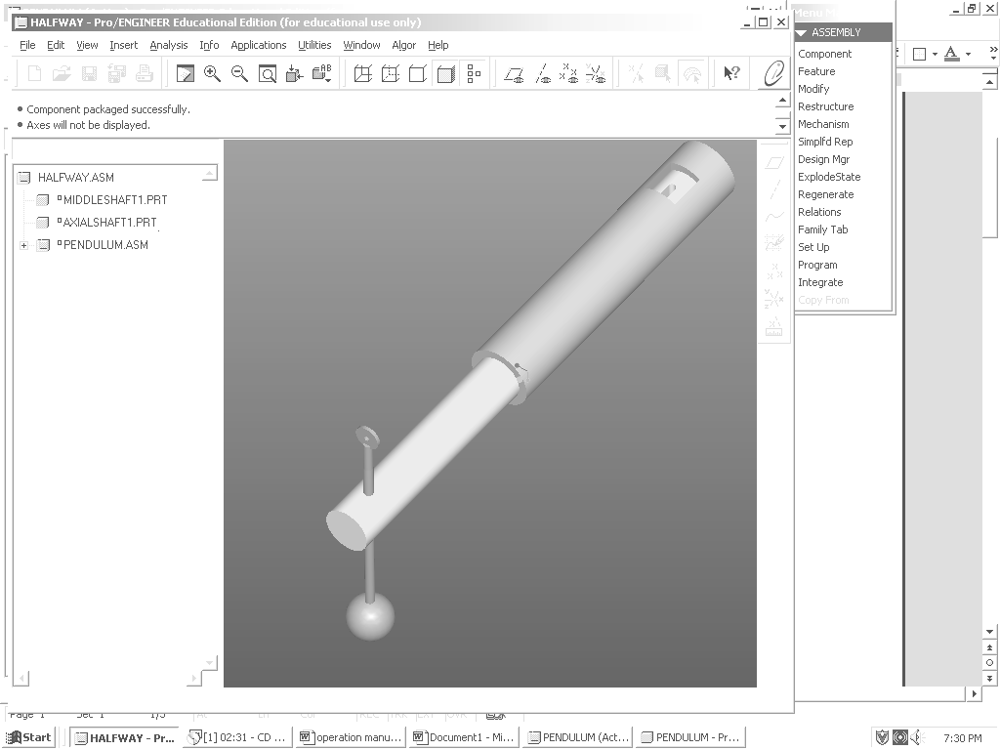 HALFWAY - Pro/ENGINEER Educational Edition (for educational use only)
File Edit View Insert Analysis Info Applications Utilities Window Algor Help
• Component packaged successfully.
• Axes will not be displayed.
HALFWAY.ASM
MIDDLESHAFT1.PRT
AXIALSHAFT1.PRT
PENDULUM.ASM
Menu M
ASSEMBLY
Component
Feature
Modify
Restructure
Mechanism
Simplfd Rep
Design Mgr
ExplodeState
Regenerate
Relations
Family Tab
Set Up
Program
Integrate
Copy From
Page 1 Sec 1 1/5
Start HALFWAY - Pr... [1] 02:31 - CD ... operation manu... Document1 - Mi... PENDULUM (Act... PENDULUM - Pr... 7:30 PM